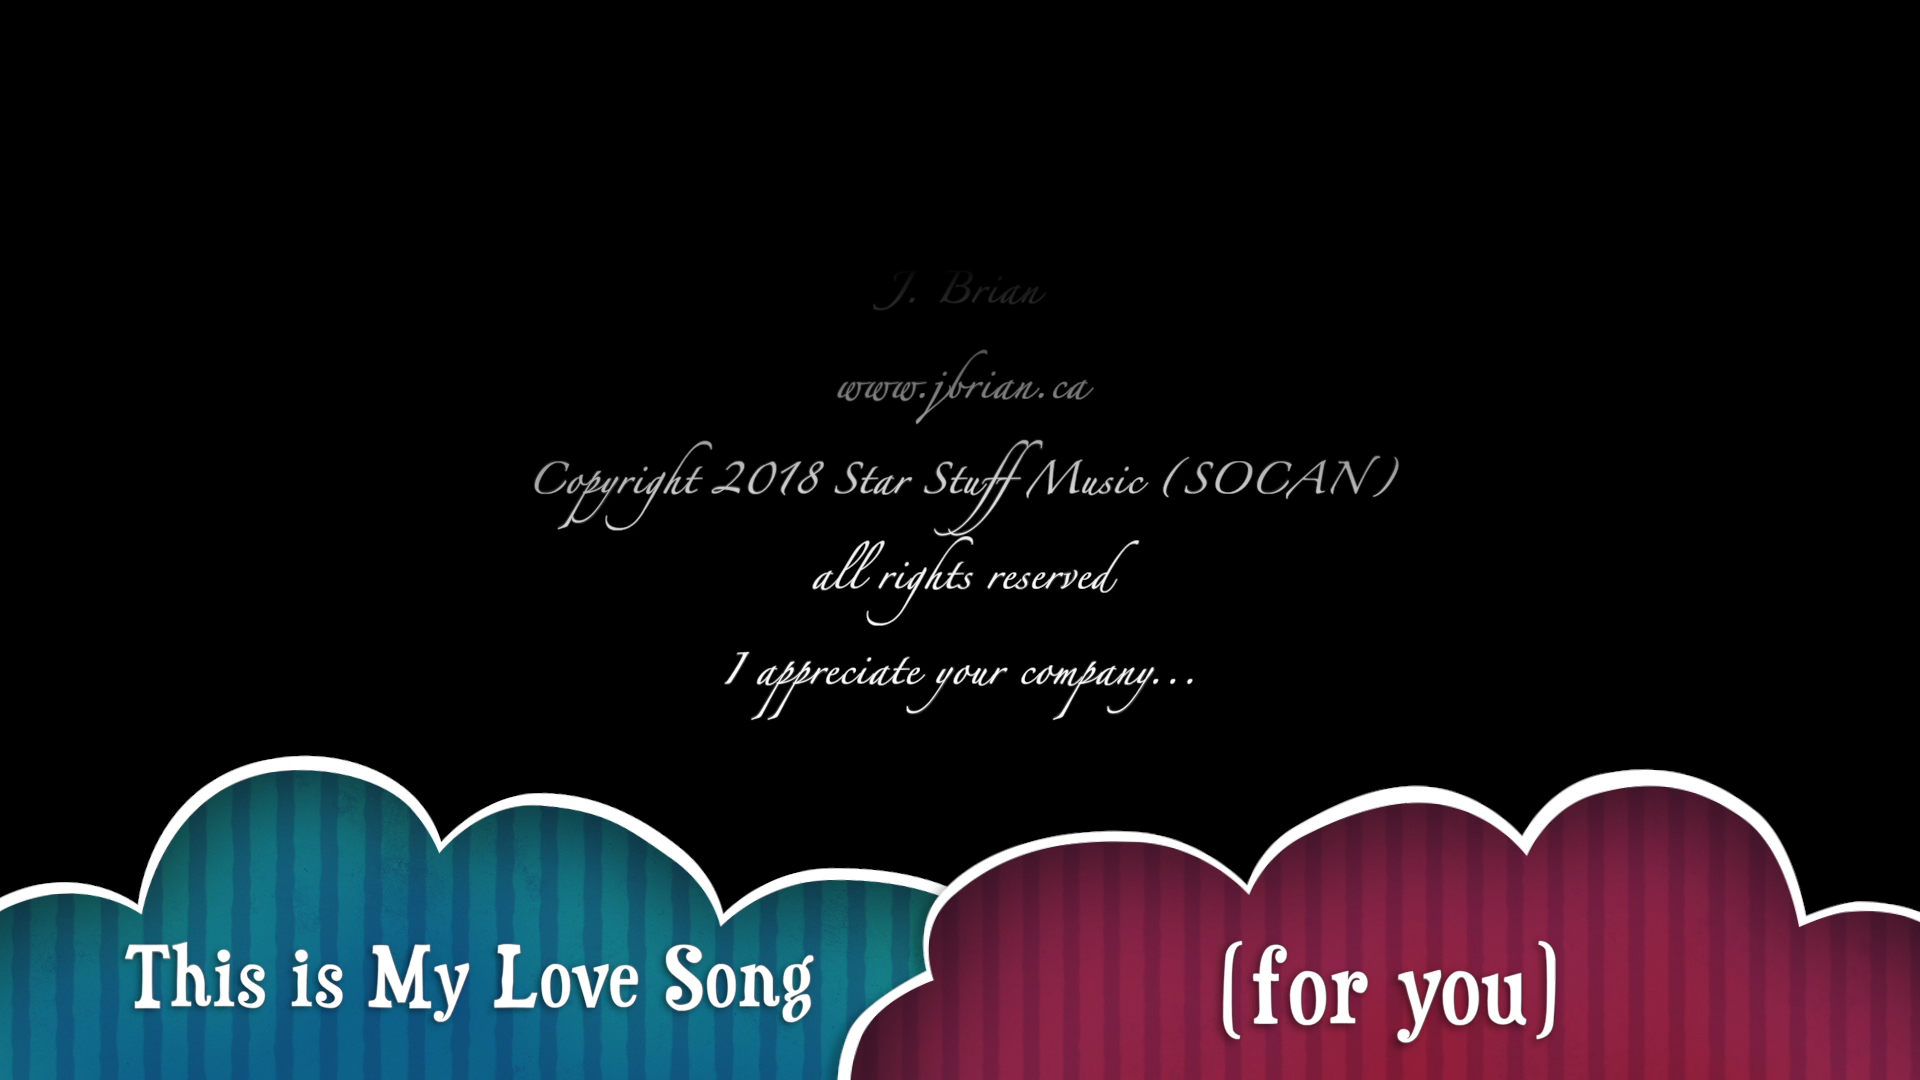 J. Brian
www.jbrian.ca
Copyright 2018 Star Stuff Music (SOCAN)
all rights reserved
I appreciate your company...
This is My Love Song
(for you)